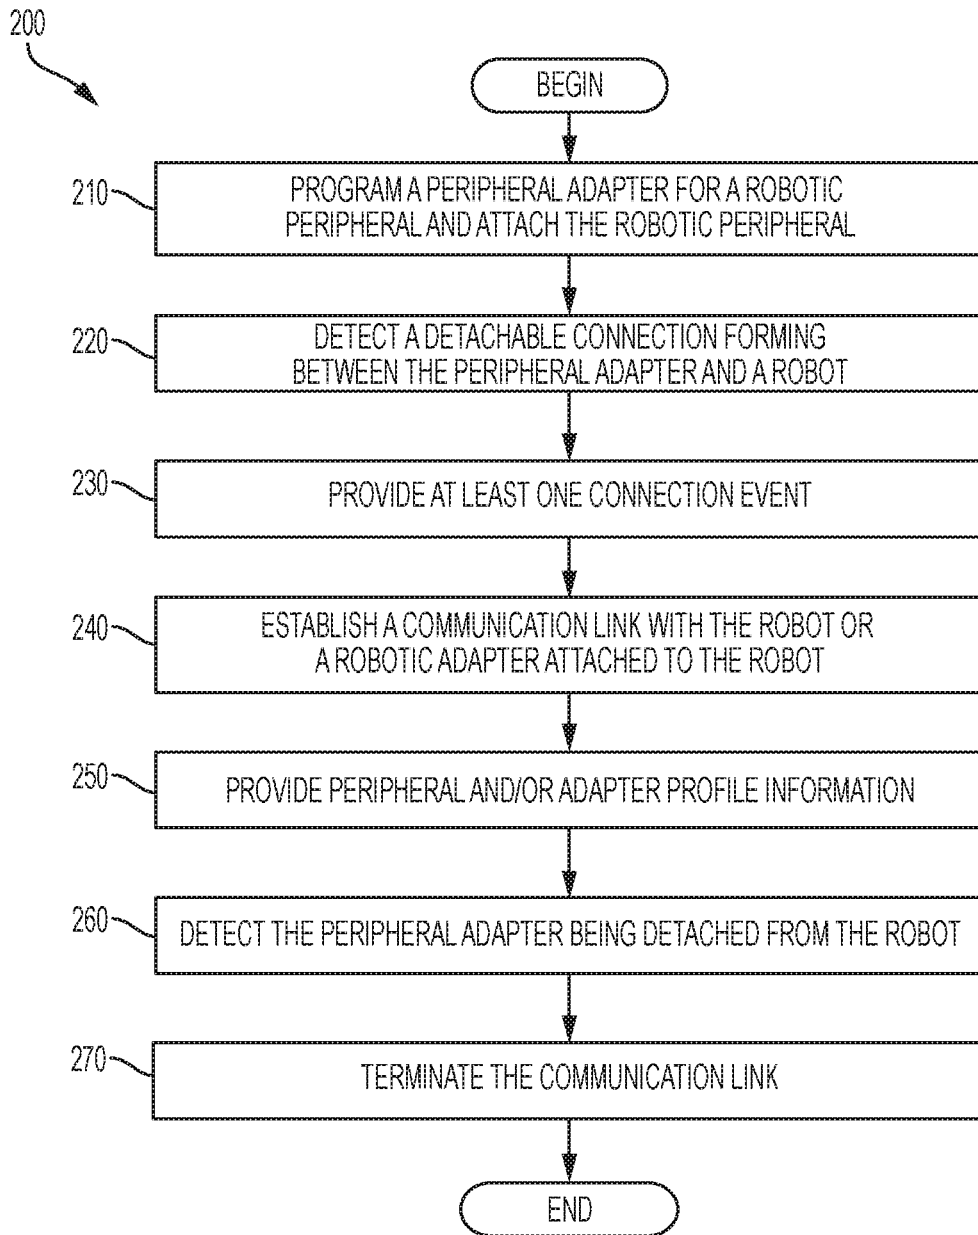 200
BEGIN
210
PROGRAM A PERIPHERAL ADAPTER FOR A ROBOTIC
PERIPHERAL AND ATTACH THE ROBOTIC PERIPHERAL
220
DETECT A DETACHABLE CONNECTION FORMING
BETWEEN THE PERIPHERAL ADAPTER AND A ROBOT
230
PROVIDE AT LEAST ONE CONNECTION EVENT
240
ESTABLISH A COMMUNICATION LINK WITH THE ROBOT OR
A ROBOTIC ADAPTER ATTACHED TO THE ROBOT
250
PROVIDE PERIPHERAL AND/OR ADAPTER PROFILE INFORMATION
260
DETECT THE PERIPHERAL ADAPTER BEING DETACHED FROM THE ROBOT
270
TERMINATE THE COMMUNICATION LINK
END